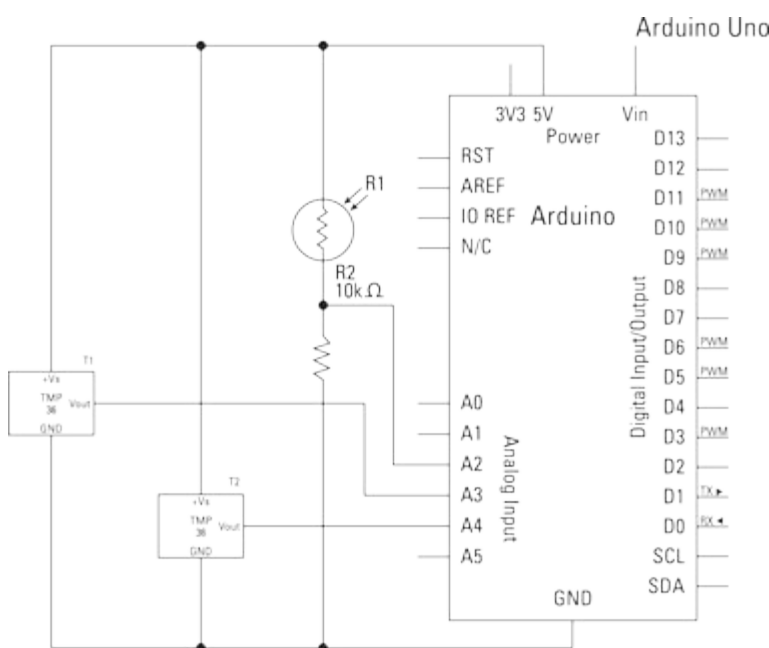 Arduino Uno
3V3 5V Vin
Power
RST
AREF
IO REF
N/C
Arduino
D13
D12
D11 PWM
D10 PWM
D9 PWM
D8
D7
D6 PWM
D5 PWM
D4
D3 PWM
D2
D1 TX ▸
D0 RX ◂
SCL
SDA
Digital Input/Output
A0
A1
A2
A3
A4
A5
Analog Input
GND
R1
R2
10k Ω
T1
+Vs
TMP
36
Vout
GND
T2
+Vs
TMP
36
Vout
GND